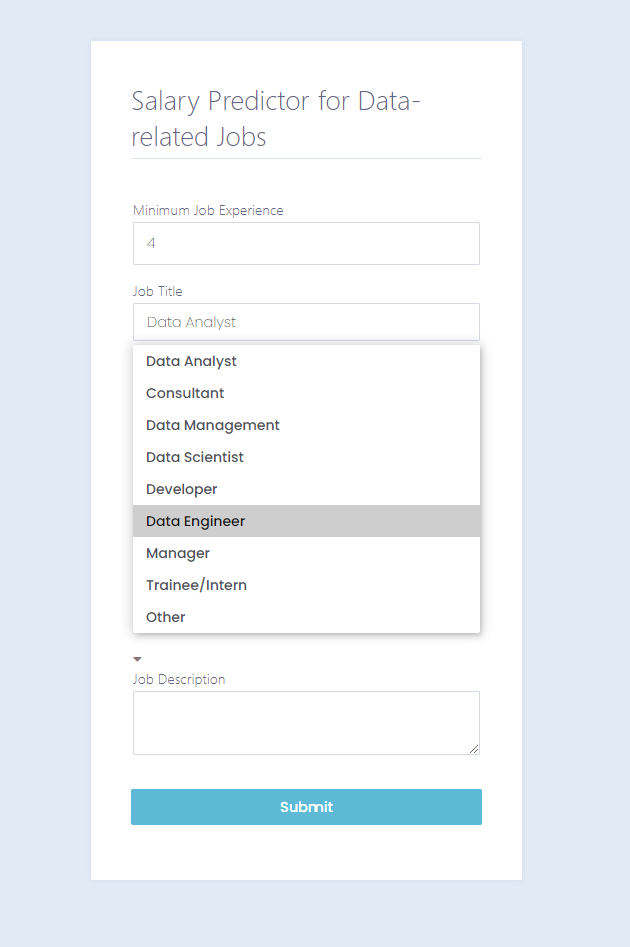 Salary Predictor for Data-
related Jobs
Minimum Job Experience
4
Job Title
Data Analyst
Data Analyst
Consultant
Data Management
Data Scientist
Developer
Data Engineer
Manager
Trainee/Intern
Other
Job Description
Submit